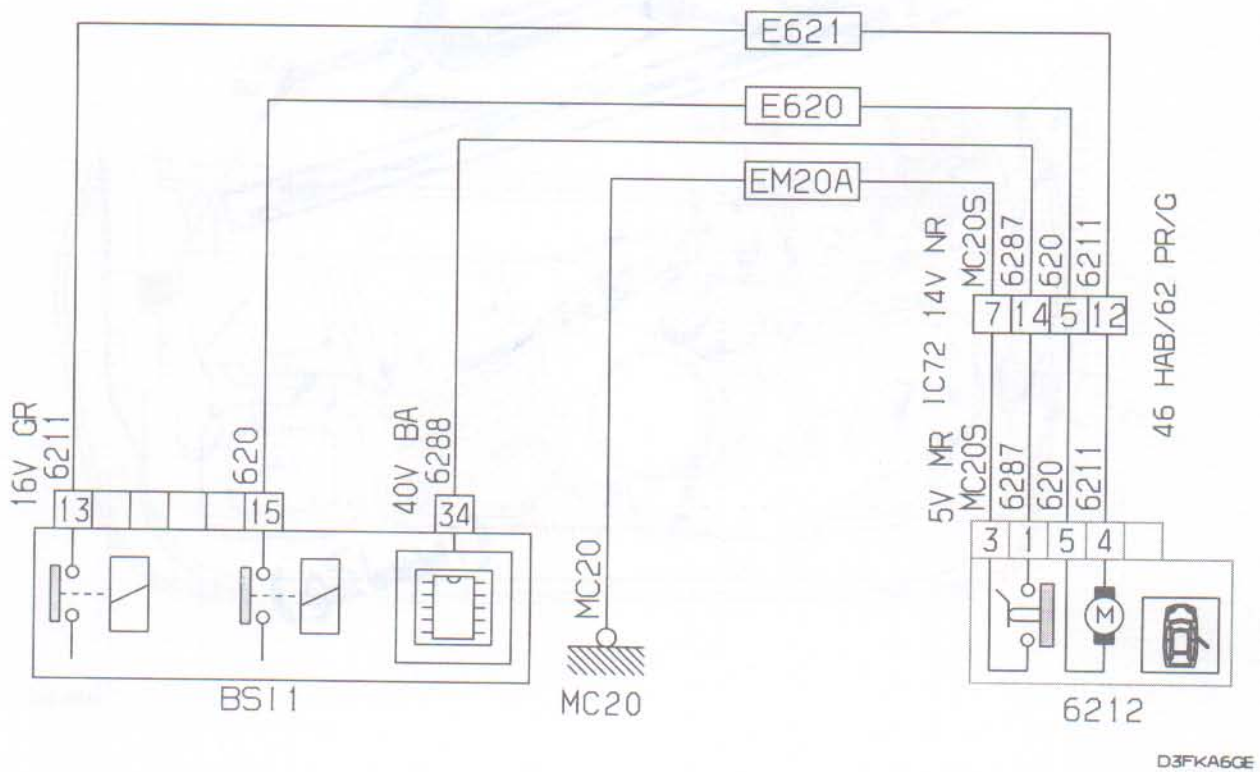 E621
E620
EM20A
MC20S
6287
620
6211
IC72 14V NR
7 14 5 12
46 HAB/62 PR/G
16V GR
6211
620
40V BA
6288
5V MR
MC20S
6287
620
6211
13 15 34
3 1 5 4
MC20
M
BSI1
MC20
6212
D3FKA6GE